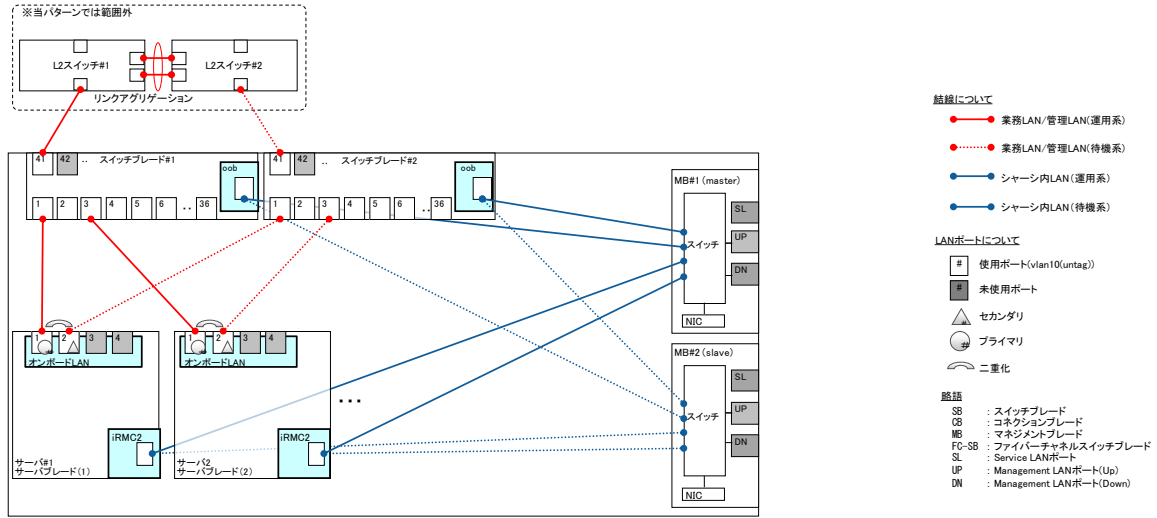 ※当パターンでは範囲外
L2スイッチ#1
L2スイッチ#2
リンクアグリゲーション
41
42
..
スイッチブレード#1
oob
41
42
..
スイッチブレード#2
oob
1
2
3
4
5
6
..
36
1
2
3
4
5
6
..
36
MB#1 (master)
スイッチ
SL
UP
DN
NIC
MB#2 (slave)
スイッチ
SL
UP
DN
NIC
1
2
3
4
#
#
オンボードLAN
iRMC2
サーバ#1
サーバブレード(1)
1
2
3
4
#
#
オンボードLAN
iRMC2
サーバ2
サーバブレード(2)
...
結線について
業務LAN/管理LAN(運用系)
業務LAN/管理LAN(待機系)
シャーシ内LAN(運用系)
シャーシ内LAN(待機系)
LANポートについて
# 使用ポート(vlan10(untag))
# 未使用ポート
# セカンダリ
# プライマリ
二重化
略語
SB : スイッチブレード
CB : コネクションブレード
MB : マネジメントブレード
FC-SB : ファイバーチャネルスイッチブレード
SL : Service LANポート
UP : Management LANポート(Up)
DN : Management LANポート(Down)